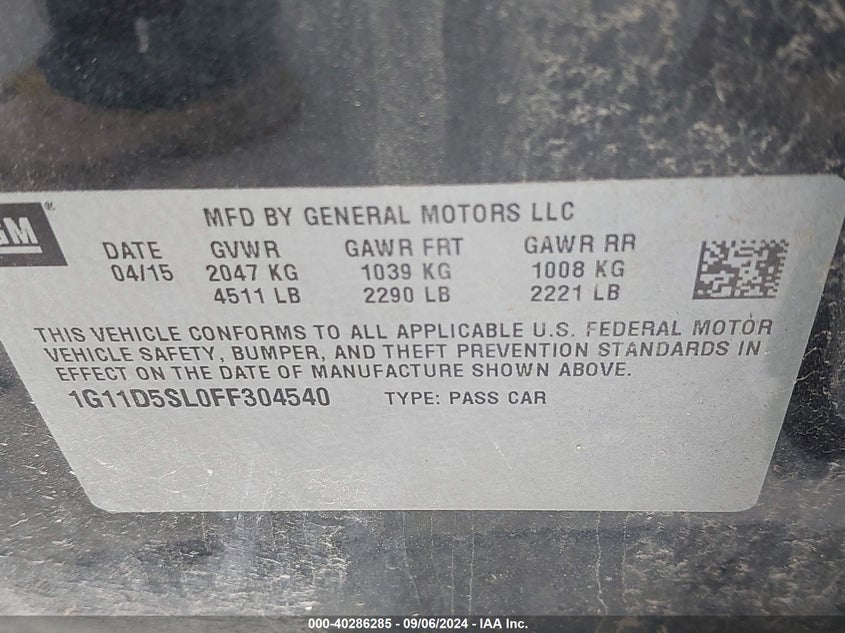 GM®
MFD BY GENERAL MOTORS LLC
DATE GVWR GAWR FRT GAWR RR
04/15 2047 KG 1039 KG 1008 KG
4511 LB 2290 LB 2221 LB
THIS VEHICLE CONFORMS TO ALL APPLICABLE U.S. FEDERAL MOTOR
VEHICLE SAFETY, BUMPER, AND THEFT PREVENTION STANDARDS IN
EFFECT ON THE DATE OF MANUFACTURE SHOWN ABOVE.
1G11D5SL0FF304540 TYPE: PASS CAR
000-40286285 - 09/06/2024 - IAA Inc.